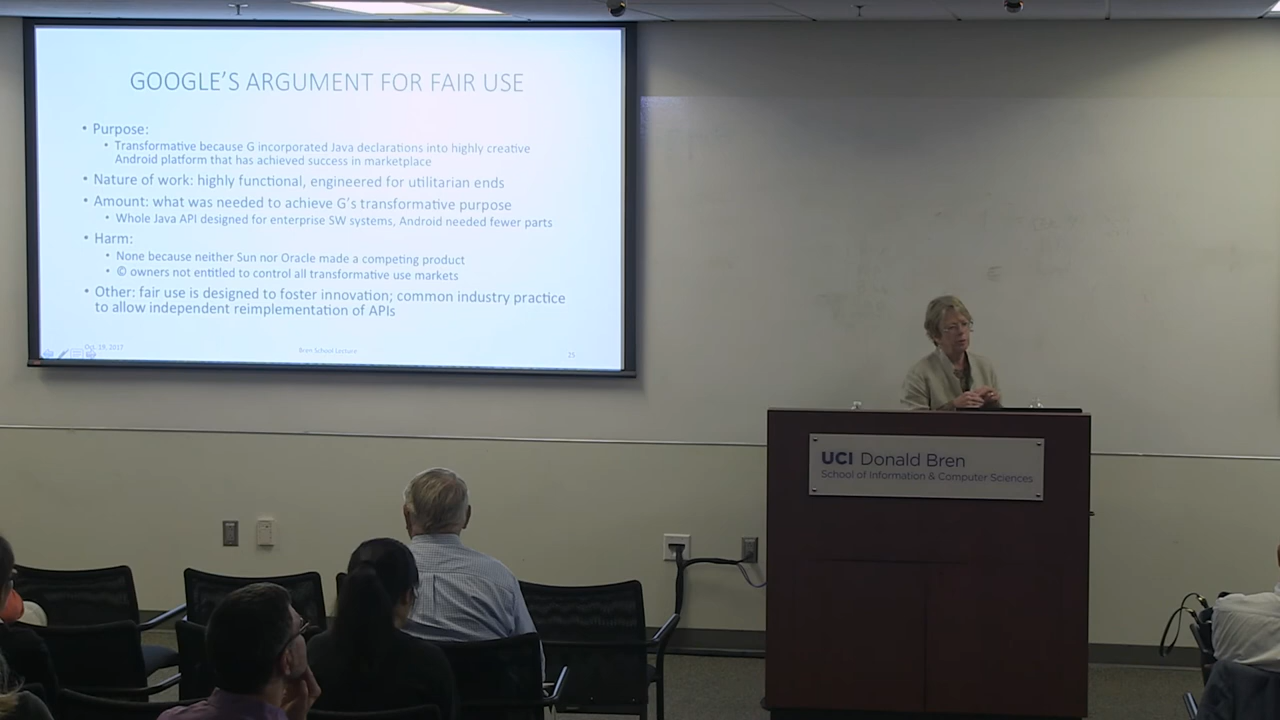 GOOGLE'S ARGUMENT FOR FAIR USE
• Purpose:
• Transformative because G incorporated Java declarations into highly creative
Android platform that has achieved success in marketplace
• Nature of work: highly functional, engineered for utilitarian ends
• Amount: what was needed to achieve G's transformative purpose
• Whole Java API designed for enterprise SW systems, Android needed fewer parts
• Harm:
• None because neither Sun nor Oracle made a competing product
• © owners not entitled to control all transformative use markets
• Other: fair use is designed to foster innovation; common industry practice
to allow independent reimplementation of APIs
Oct. 19, 2017
Bren School Lecture
25
UCI Donald Bren
School of Information & Computer Sciences